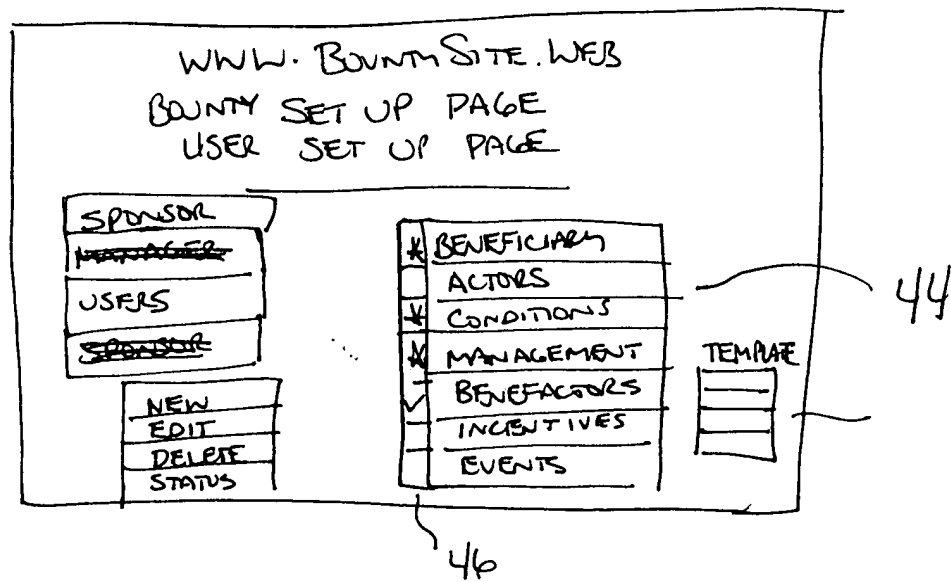 WWW.BOUNTYSITE.WEB
BOUNTY SET UP PAGE
USER SET UP PAGE
SPONSOR
MANAGER
USERS
SPONSOR
NEW
EDIT
DELETE
STATUS
BENEFICIARY
ACTORS
CONDITIONS
MANAGEMENT
BENEFACTORS
INCENTIVES
EVENTS
TEMPLATE
44
46